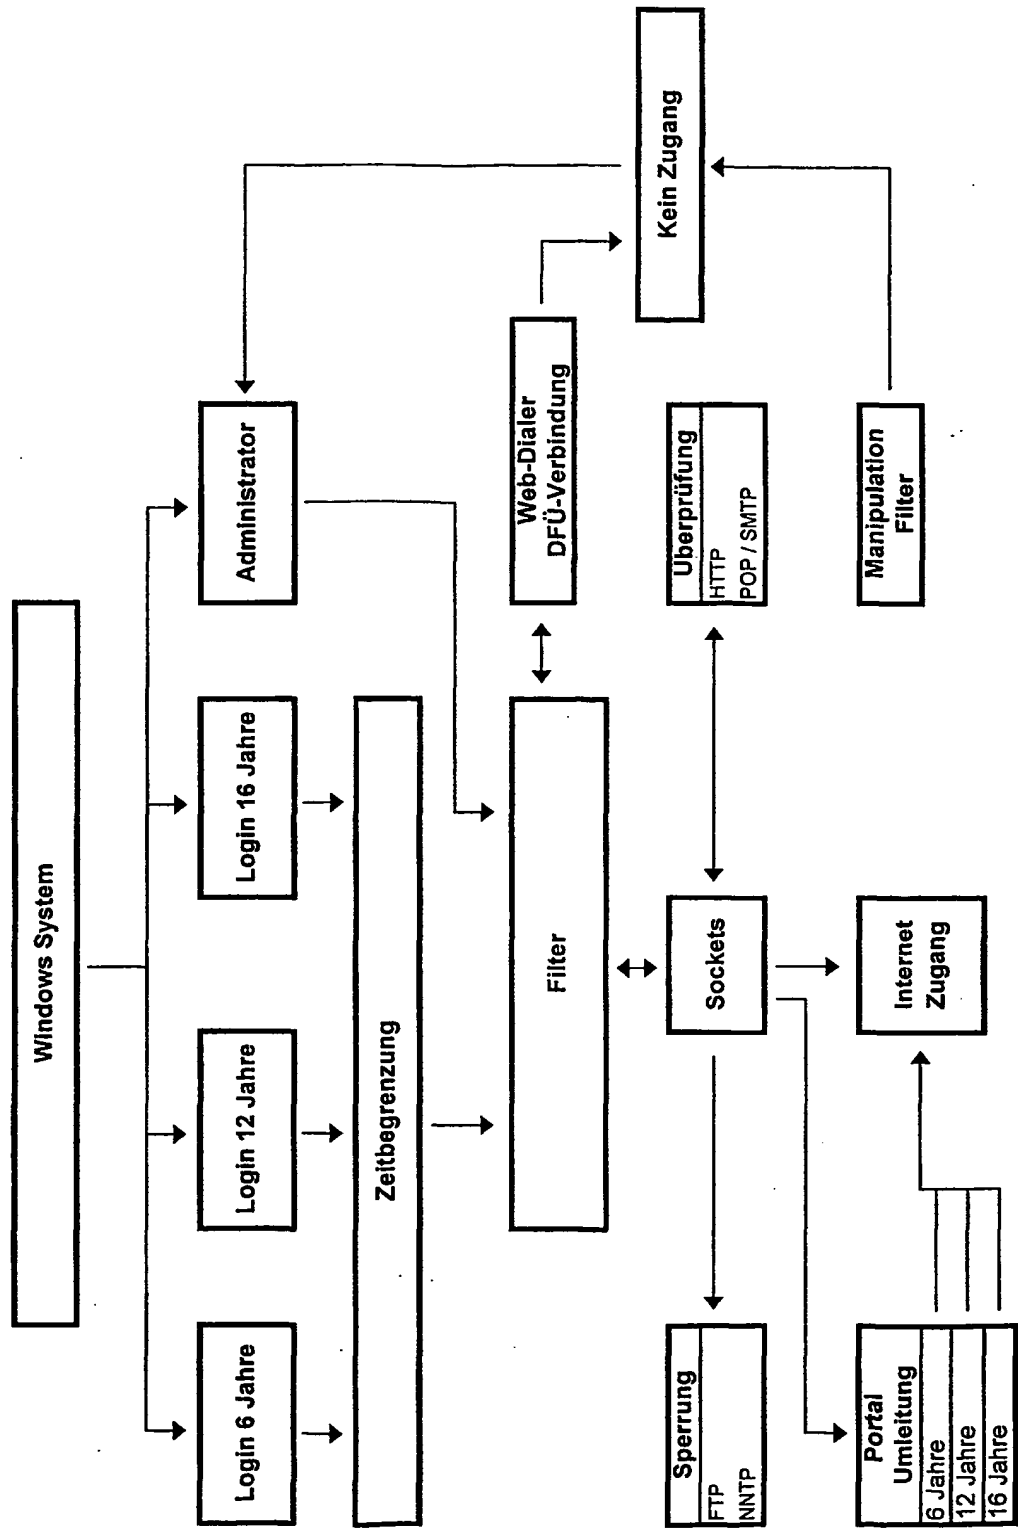 Windows System
Login 6 Jahre
Login 12 Jahre
Login 16 Jahre
Administrator
Zeitbegrenzung
Filter
Web-Dialer
DFÜ-Verbindung
Kein Zugang
Sperrung
FTP
NNTP
Sockets
Überprüfung
HTTP
POP / SMTP
Portal
Umleitung
6 Jahre
12 Jahre
16 Jahre
Internet
Zugang
Manipulation
Filter